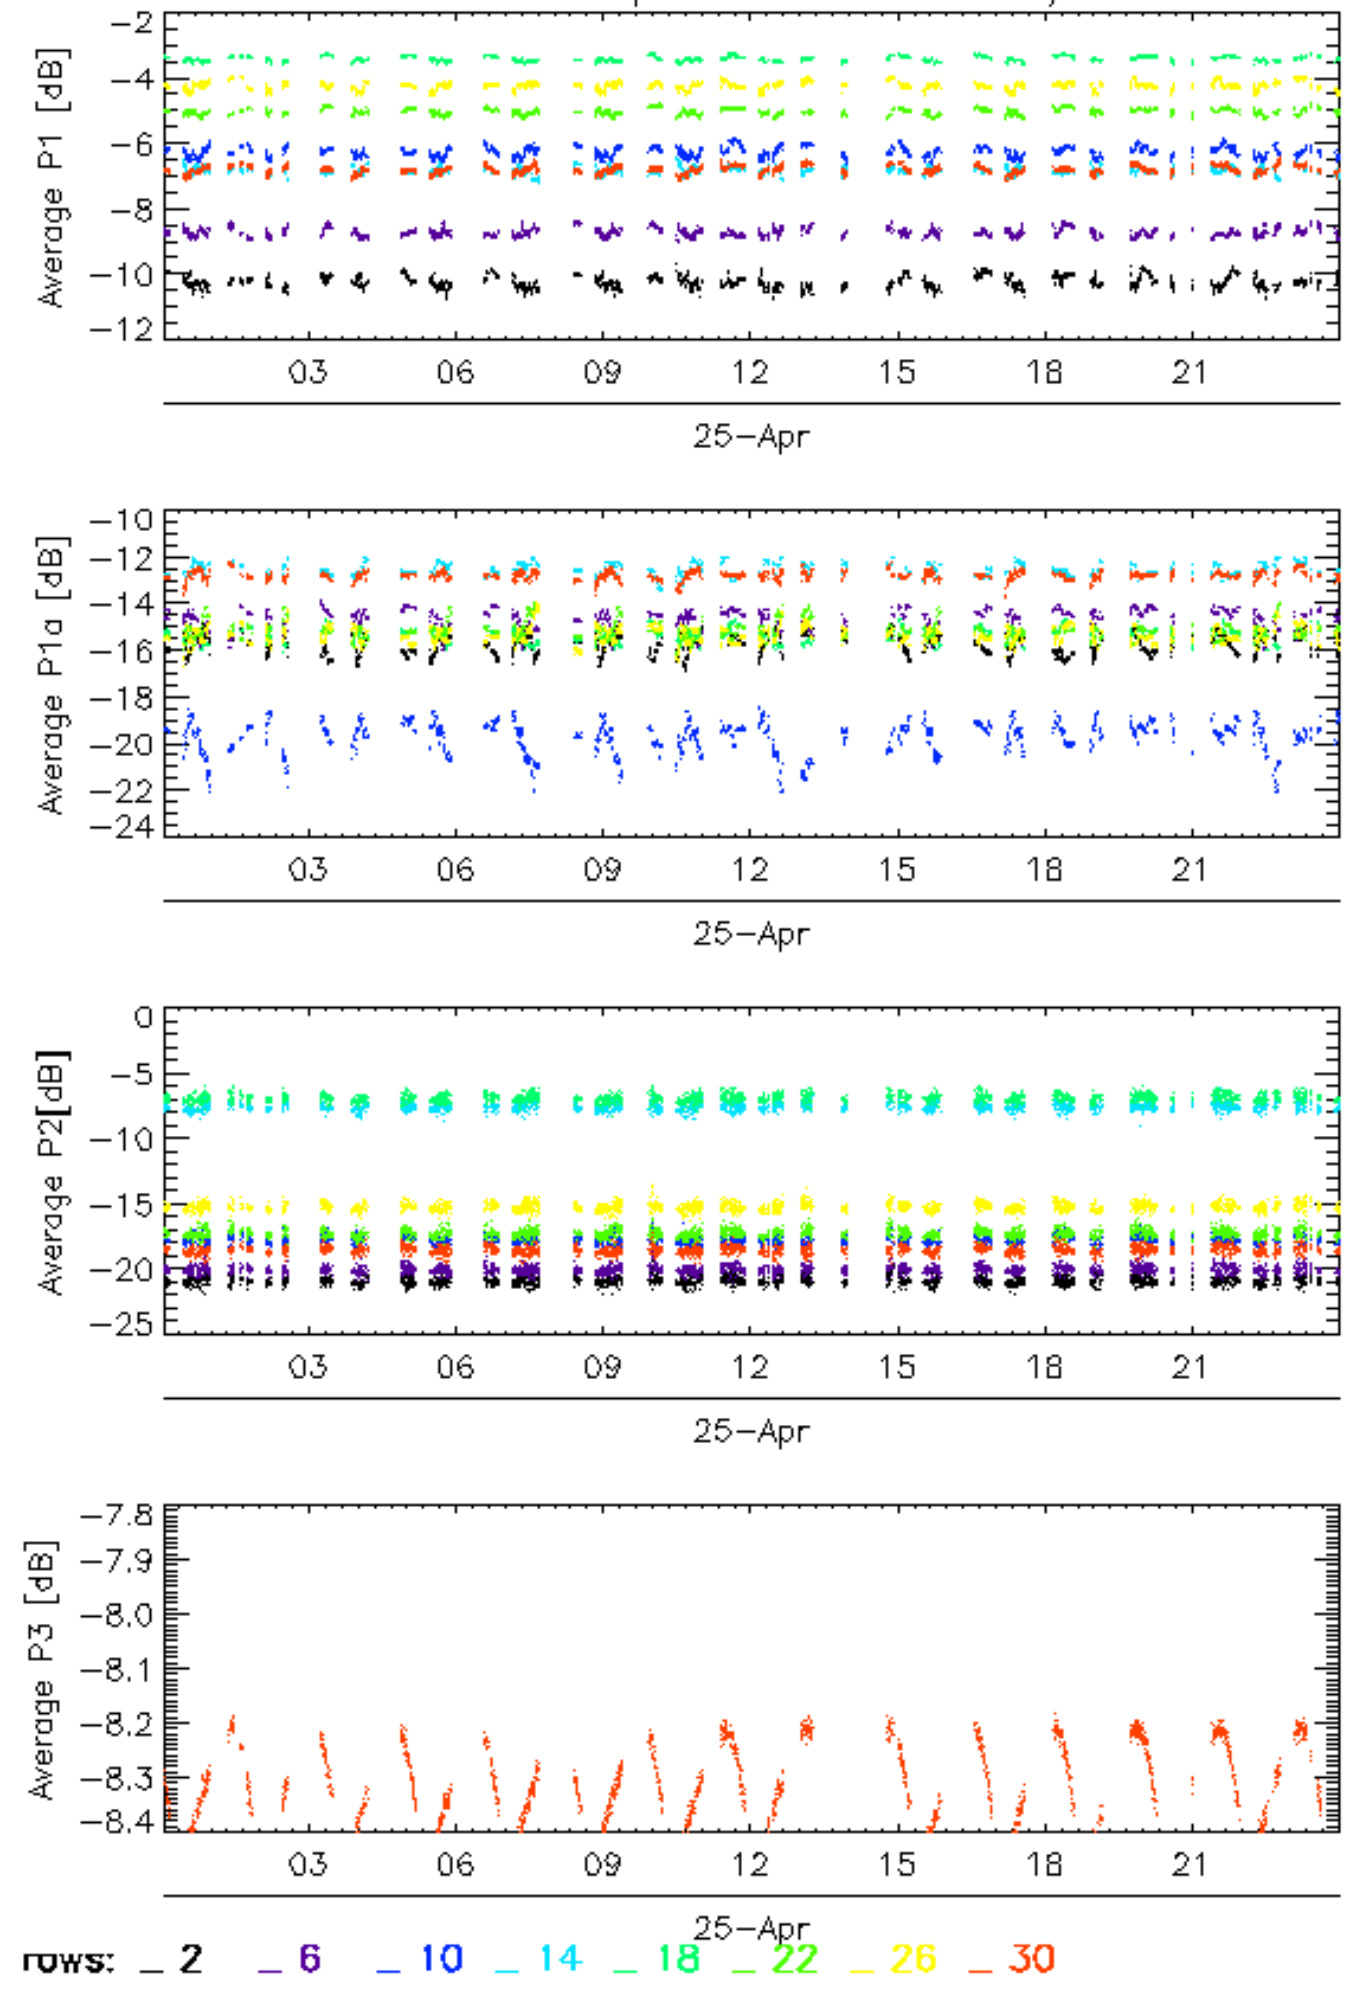 -2
-4
-6
-8
-10
-12
Average P1 [dB]
03 06 09 12 15 18 21
25-Apr
-10
-12
-14
-16
-18
-20
-22
-24
Average P1a [dB]
03 06 09 12 15 18 21
25-Apr
0
-5
-10
-15
-20
-25
Average P2[dB]
03 06 09 12 15 18 21
25-Apr
-7.8
-7.9
-8.0
-8.1
-8.2
-8.3
-8.4
Average P3 [dB]
03 06 09 12 15 18 21
25-Apr
rows: _ 2 _ 6 _ 10 _ 14 _ 18 _ 22 _ 26 _ 30